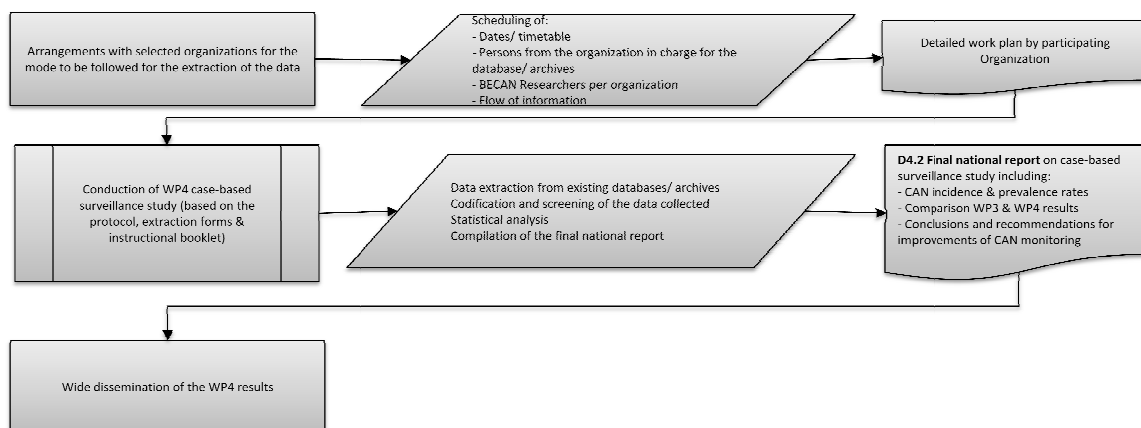 Arrangements with selected organizations for the
mode to be followed for the extraction of the data
Scheduling of:
- Dates/ timetable
- Persons from the organization in charge for the
database/ archives
- BECAN Researchers per organization
- Flow of information
Detailed work plan by participating
Organization
Conduction of WP4 case-based
surveillance study (based on the
protocol, extraction forms &
instructional booklet)
Data extraction from existing databases/ archives
Codification and screening of the data collected
Statistical analysis
Compilation of the final national report
D4.2 Final national report on case-based
surveillance study including:
- CAN incidence & prevalence rates
- Comparison WP3 & WP4 results
- Conclusions and recommendations for
improvements of CAN monitoring
Wide dissemination of the WP4 results